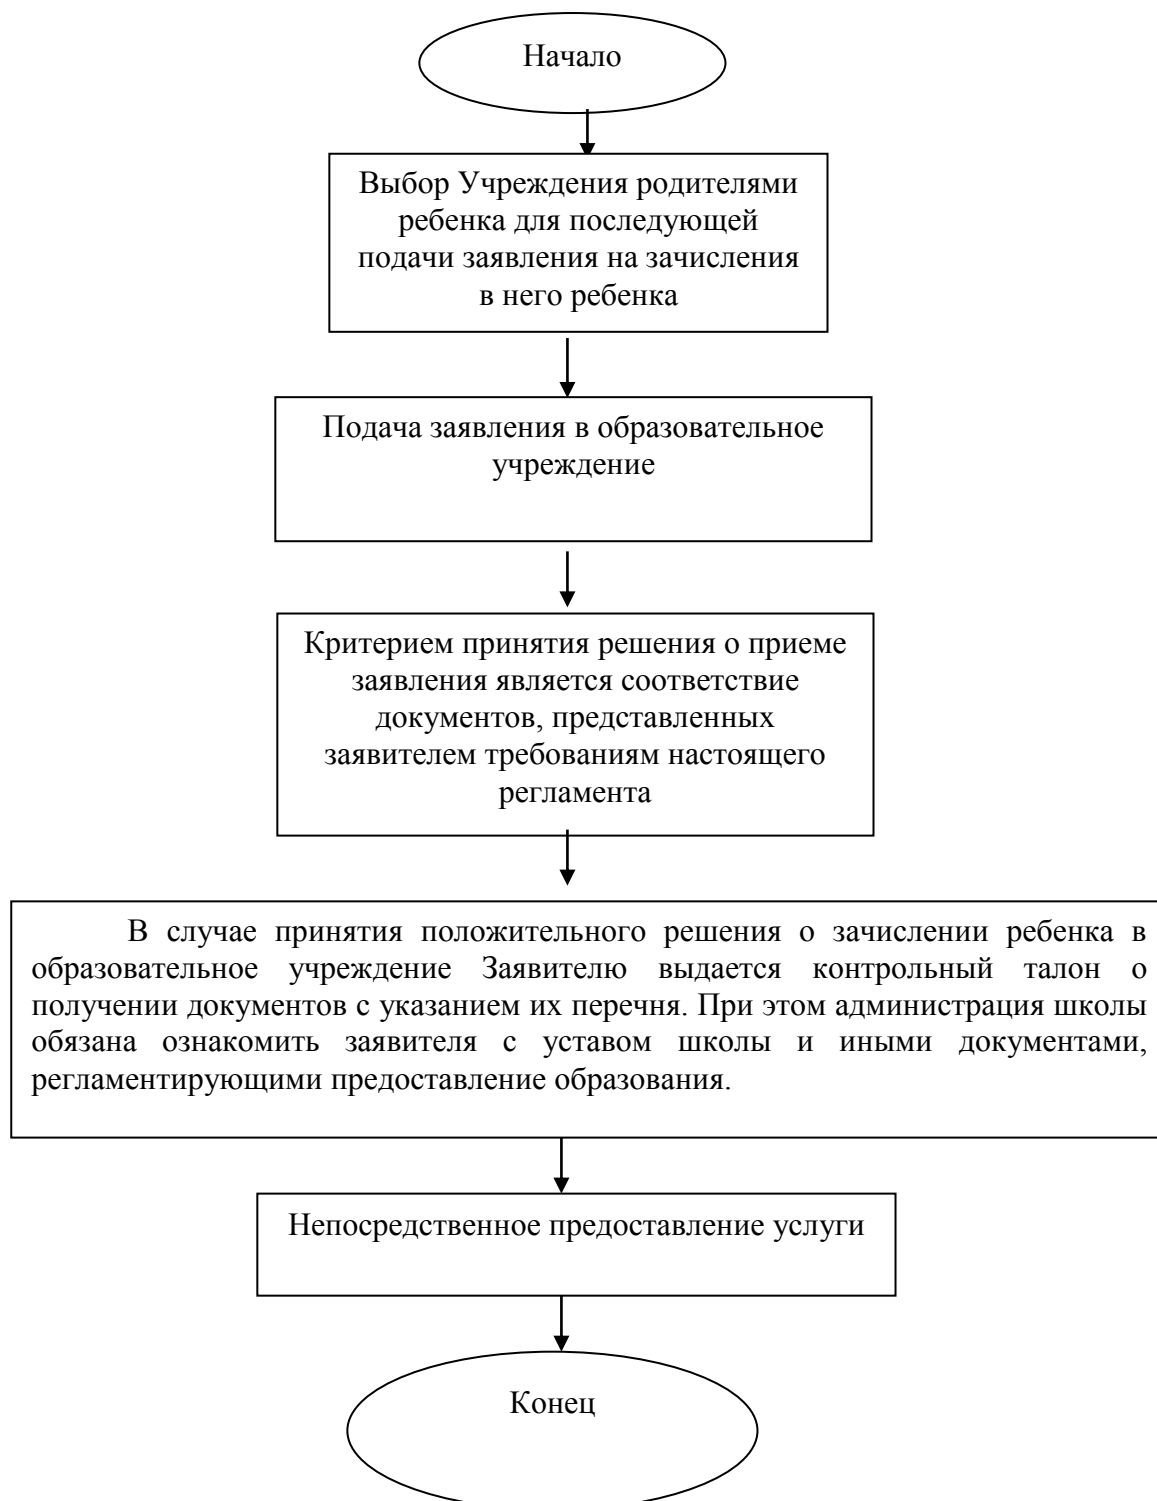 Начало
Выбор Учреждения родителями
ребенка для последующей
подачи заявления на зачисления
в него ребенка
Подача заявления в образовательное
учреждение
Критерием принятия решения о приеме
заявления является соответствие
документов, представленных
заявителем требованиям настоящего
регламента
В случае принятия положительного решения о зачислении ребенка в
образовательное учреждение Заявителю выдается контрольный талон о
получении документов с указанием их перечня. При этом администрация школы
обязана ознакомить заявителя с уставом школы и иными документами,
регламентирующими предоставление образования.
Непосредственное предоставление услуги
Конец